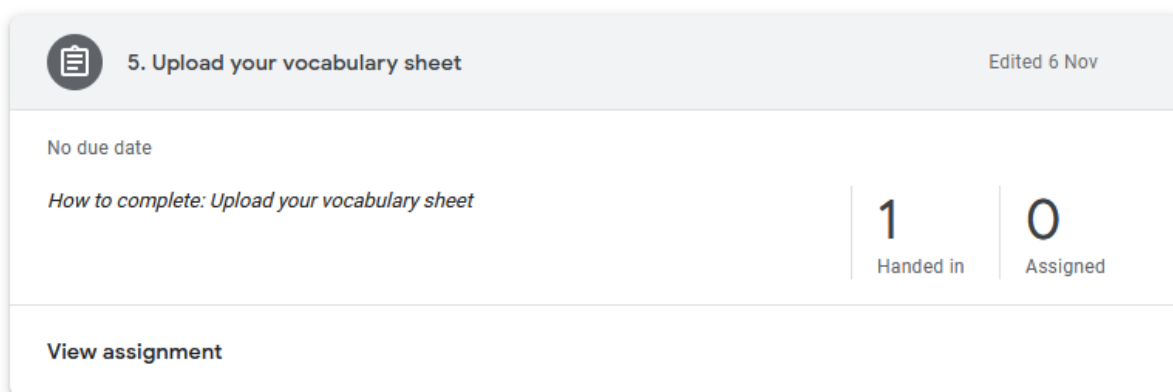 5. Upload your vocabulary sheet
Edited 6 Nov
No due date
How to complete: Upload your vocabulary sheet
1
Handed in
0
Assigned
View assignment